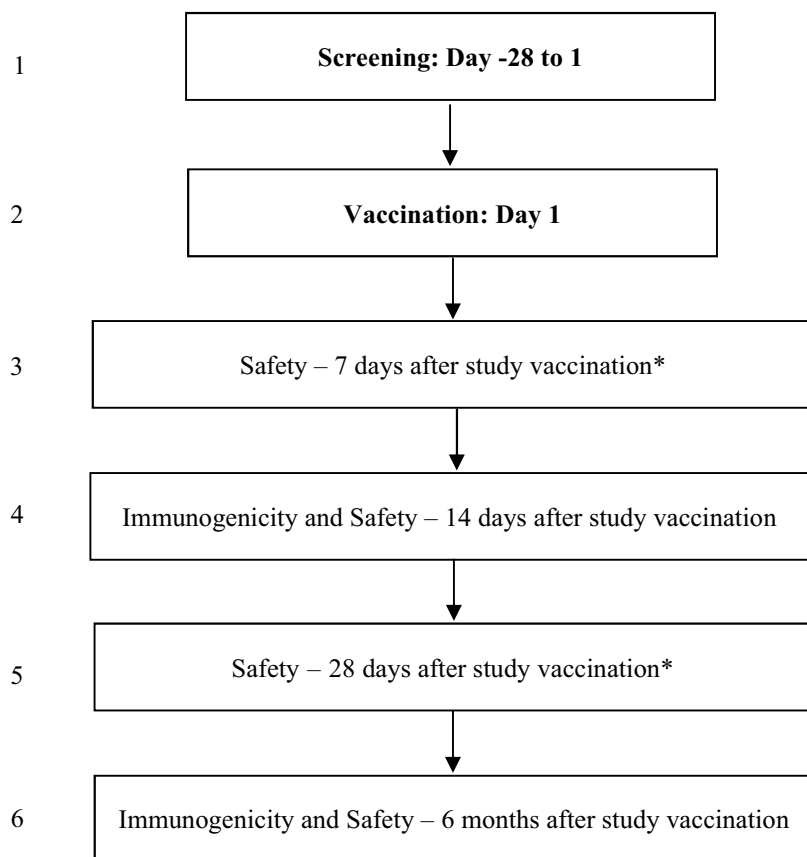 1
Screening: Day -28 to 1
2
Vaccination: Day 1
3
Safety – 7 days after study vaccination*
4
Immunogenicity and Safety – 14 days after study vaccination
5
Safety – 28 days after study vaccination*
6
Immunogenicity and Safety – 6 months after study vaccination